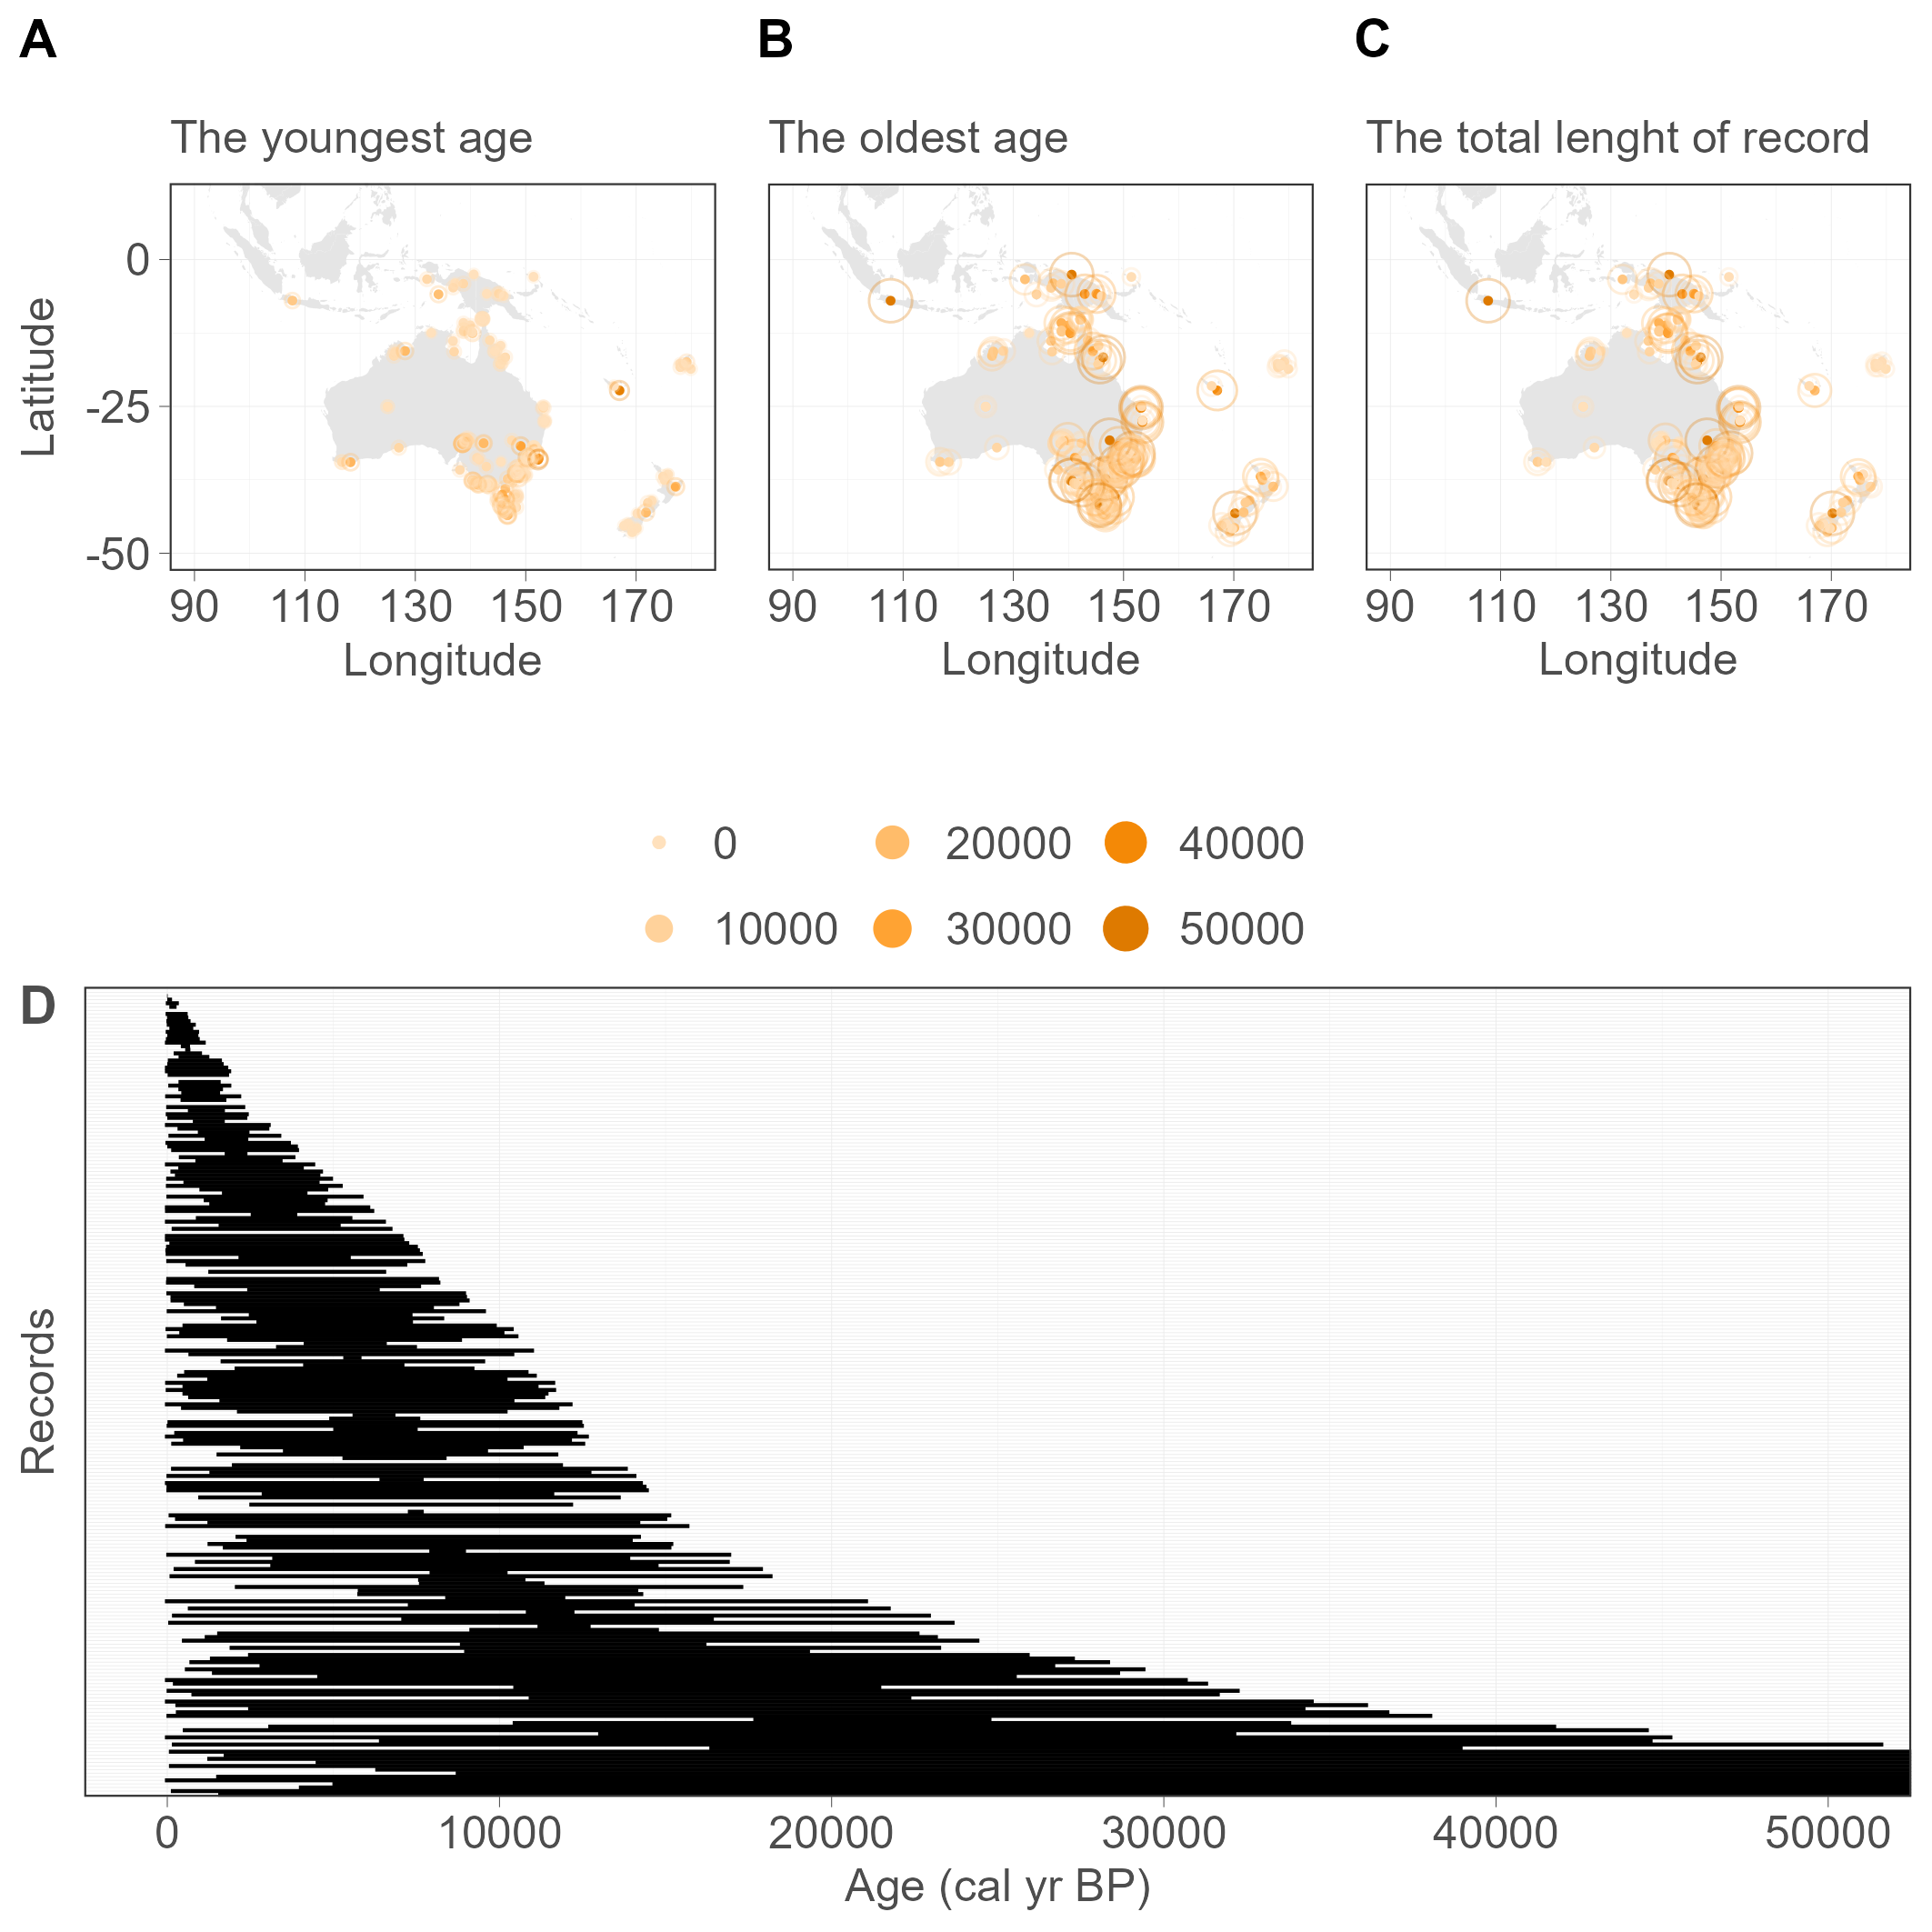 A B C
The youngest age The oldest age The total lenght of record
0
-25
-50
Latitude
90 110 130 150 170 90 110 130 150 170 90 110 130 150 170
Longitude Longitude Longitude
0 20000 40000
10000 30000 50000
D
Records
0 10000 20000 30000 40000 50000
Age (cal yr BP)